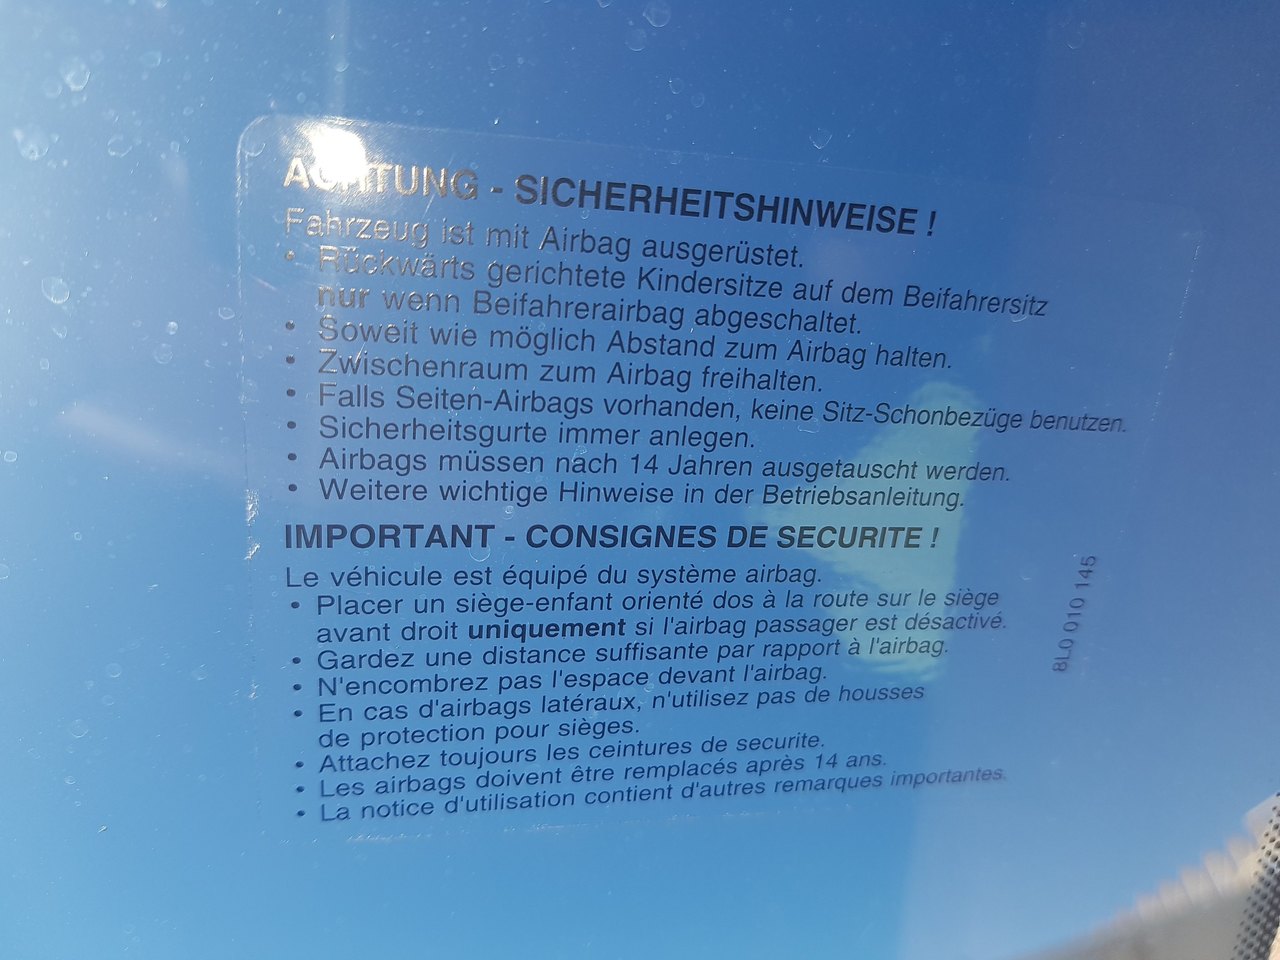 ACHTUNG - SICHERHEITSHINWEISE !
Fahrzeug ist mit Airbag ausgerüstet.
• Rückwärts gerichtete Kindersitze auf dem Beifahrersitz
nur wenn Beifahrerairbag abgeschaltet.
• Soweit wie möglich Abstand zum Airbag halten.
• Zwischenraum zum Airbag freihalten.
• Falls Seiten-Airbags vorhanden, keine Sitz-Schonbezüge benutzen.
• Sicherheitsgurte immer anlegen.
• Airbags müssen nach 14 Jahren ausgetauscht werden.
• Weitere wichtige Hinweise in der Betriebsanleitung.
IMPORTANT - CONSIGNES DE SECURITE !
Le véhicule est équipé du système airbag.
• Placer un siège-enfant orienté dos à la route sur le siège
avant droit uniquement si l'airbag passager est désactivé.
• Gardez une distance suffisante par rapport à l'airbag.
• N'encombrez pas l'espace devant l'airbag.
• En cas d'airbags latéraux, n'utilisez pas de housses
de protection pour sièges.
• Attachez toujours les ceintures de securite.
• Les airbags doivent être remplacés après 14 ans.
• La notice d'utilisation contient d'autres remarques importantes.
8L0 010 145